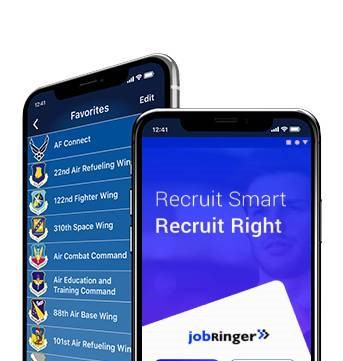 12:41
Favorites
Edit
AF Connect
22nd Air Refueling Win
122nd Fighter Wing
310th Space Wing
Air Combat Command
Air Education and
Training Command
88th Air Base Wing
101st Air Refueling Win
12:41
Recruit Smart
Recruit Right
jobRinger